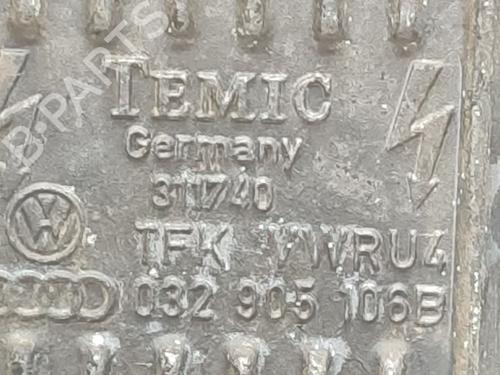 B-PARTS
TEMIC
Germany
311740
TFK VWRU4
032 905 106B